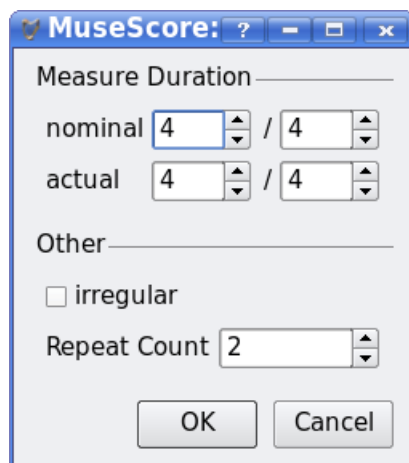 MuseScore: ?
Measure Duration
nominal 4 / 4
actual 4 / 4
Other
irregular
Repeat Count 2
OK Cancel